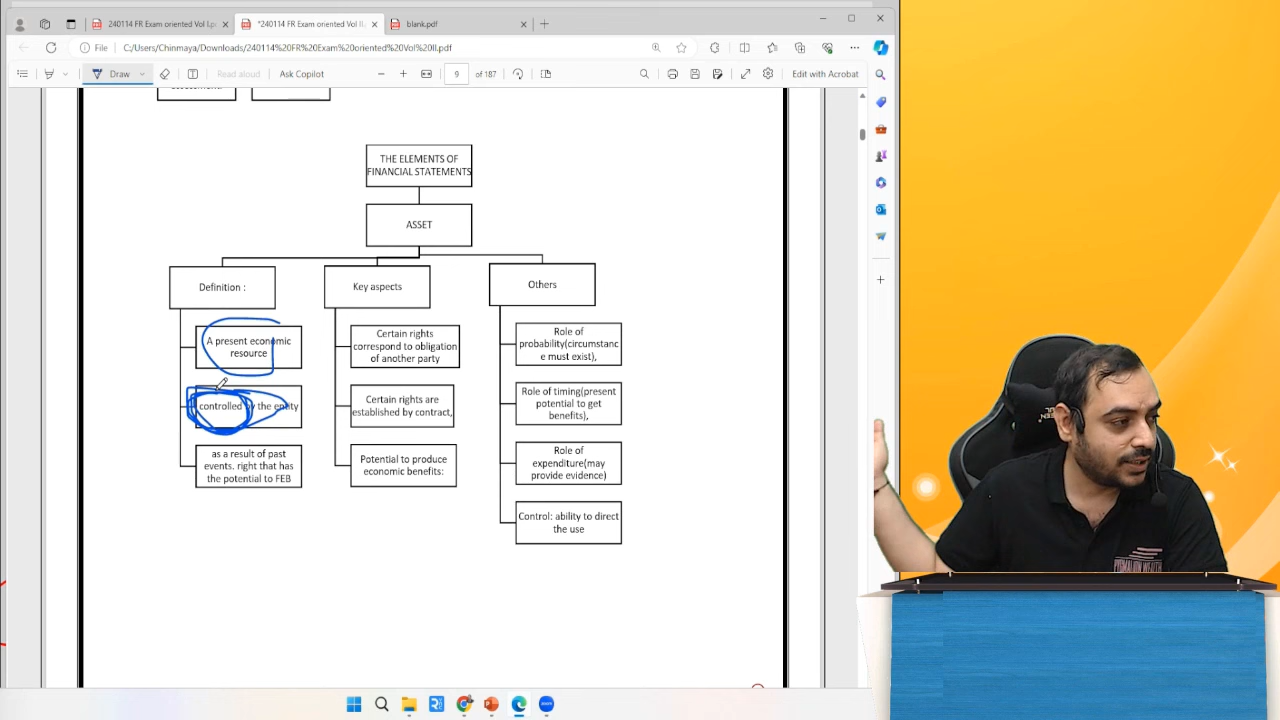 240114 FR Exam oriented Vol I.pc
*240114 FR Exam oriented Vol II.
blank.pdf
File
C:/Users/Chinmaya/Downloads/240114%20FR%20Exam%20oriented%20Vol%20II.pdf
Draw
Read aloud
Ask Copilot
9
of 187
Edit with Acrobat
THE ELEMENTS OF
FINANCIAL STATEMENTS
ASSET
Definition :
A present economic
resource
controlled by the entity
as a result of past
events. right that has
the potential to FEB
Key aspects
Certain rights
correspond to obligation
of another party
Certain rights are
established by contract,
Potential to produce
economic benefits:
Others
Role of
probability(circumstanc
e must exist),
Role of timing(present
potential to get
benefits),
Role of
expenditure(may
provide evidence)
Control: ability to direct
the use